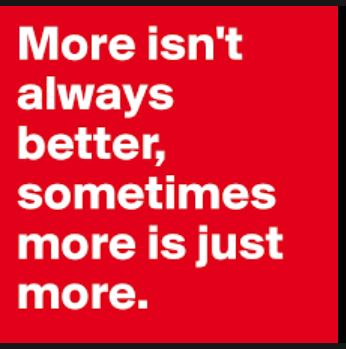 More isn't
always
better,
sometimes
more is just
more.